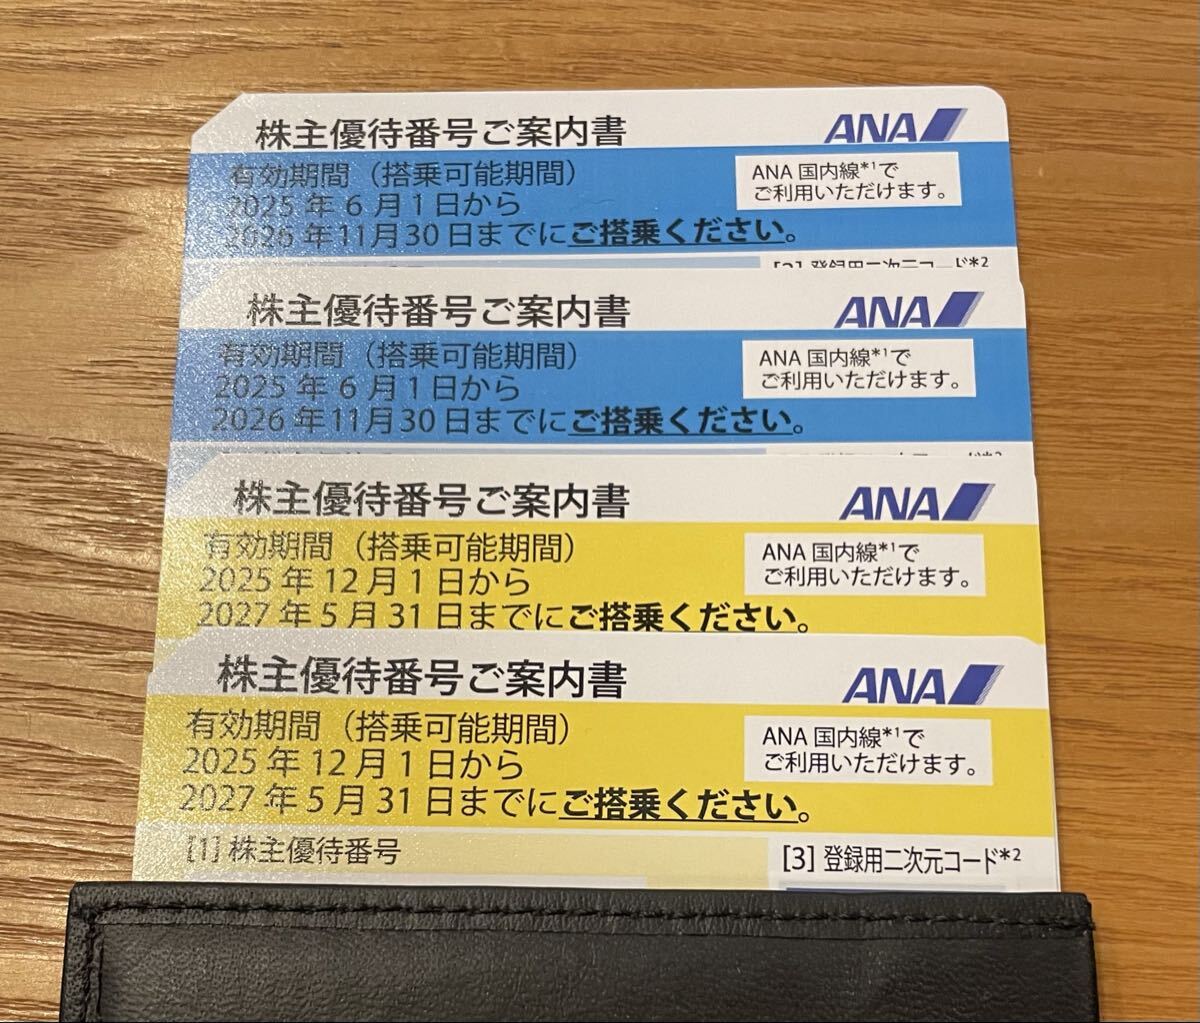 株主優待番号ご案内書
ANA
有効期間（搭乗可能期間）
2025年6月1日から
2026年11月30日までにご搭乗ください。
ANA国内線*1で
ご利用いただけます。
株主優待番号ご案内書
ANA
有効期間（搭乗可能期間）
2025年6月1日から
2026年11月30日までにご搭乗ください。
ANA国内線*1で
ご利用いただけます。
株主優待番号ご案内書
ANA
有効期間（搭乗可能期間）
2025年12月1日から
2027年5月31日までにご搭乗ください。
ANA国内線*1で
ご利用いただけます。
株主優待番号ご案内書
ANA
有効期間（搭乗可能期間）
2025年12月1日から
2027年5月31日までにご搭乗ください。
ANA国内線*1で
ご利用いただけます。
[1] 株主優待番号
[3] 登録用二次元コード*2